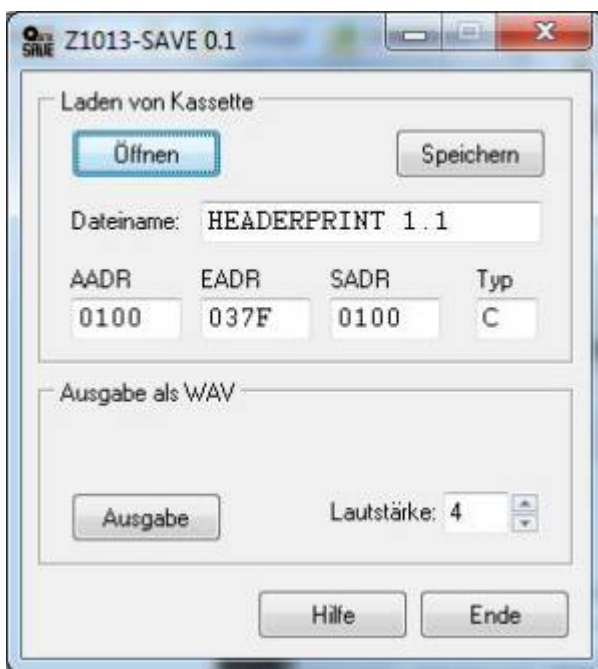 SAVE Z1013-SAVE 0.1
Laden von Kassette
Öffnen Speichern
Dateiname: HEADERPRINT 1.1
AADR EADR SADR Typ
0100 037F 0100 C
Ausgabe als WAV
Ausgabe Lautstärke: 4
Hilfe Ende